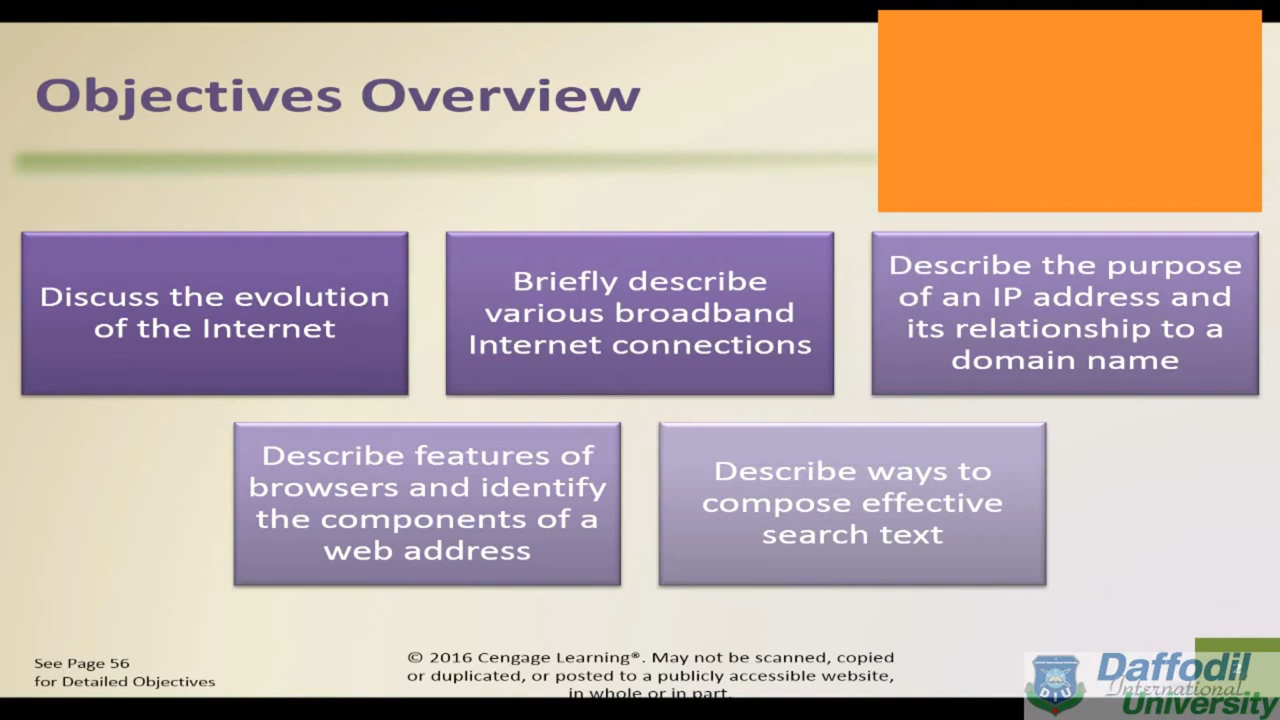 Objectives Overview
Discuss the evolution
of the Internet
Briefly describe
various broadband
Internet connections
Describe the purpose
of an IP address and
its relationship to a
domain name
Describe features of
browsers and identify
the components of a
web address
Describe ways to
compose effective
search text
See Page 56
for Detailed Objectives
© 2016 Cengage Learning®. May not be scanned, copied
or duplicated, or posted to a publicly accessible website,
in whole or in part.
DIU
Daffodil
International
University